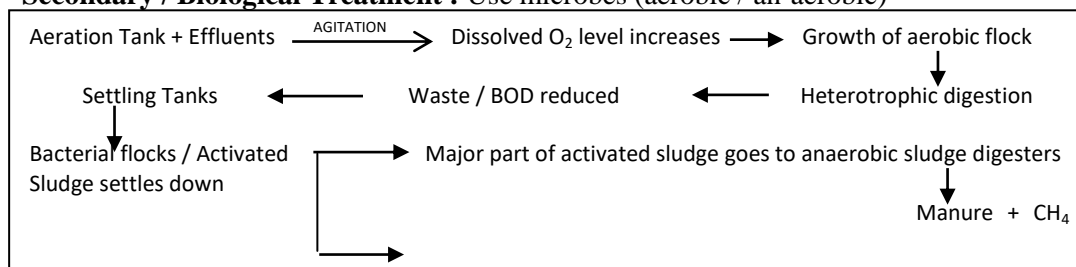 Secondary / Biological Treatment : Use microbes (aerobic / an aerobic)
Aeration Tank + Effluents AGITATION Dissolved O₂ level increases Growth of aerobic flock
Settling Tanks Waste / BOD reduced Heterotrophic digestion
Bacterial flocks / Activated Major part of activated sludge goes to anaerobic sludge digesters
Sludge settles down
Manure + CH₄